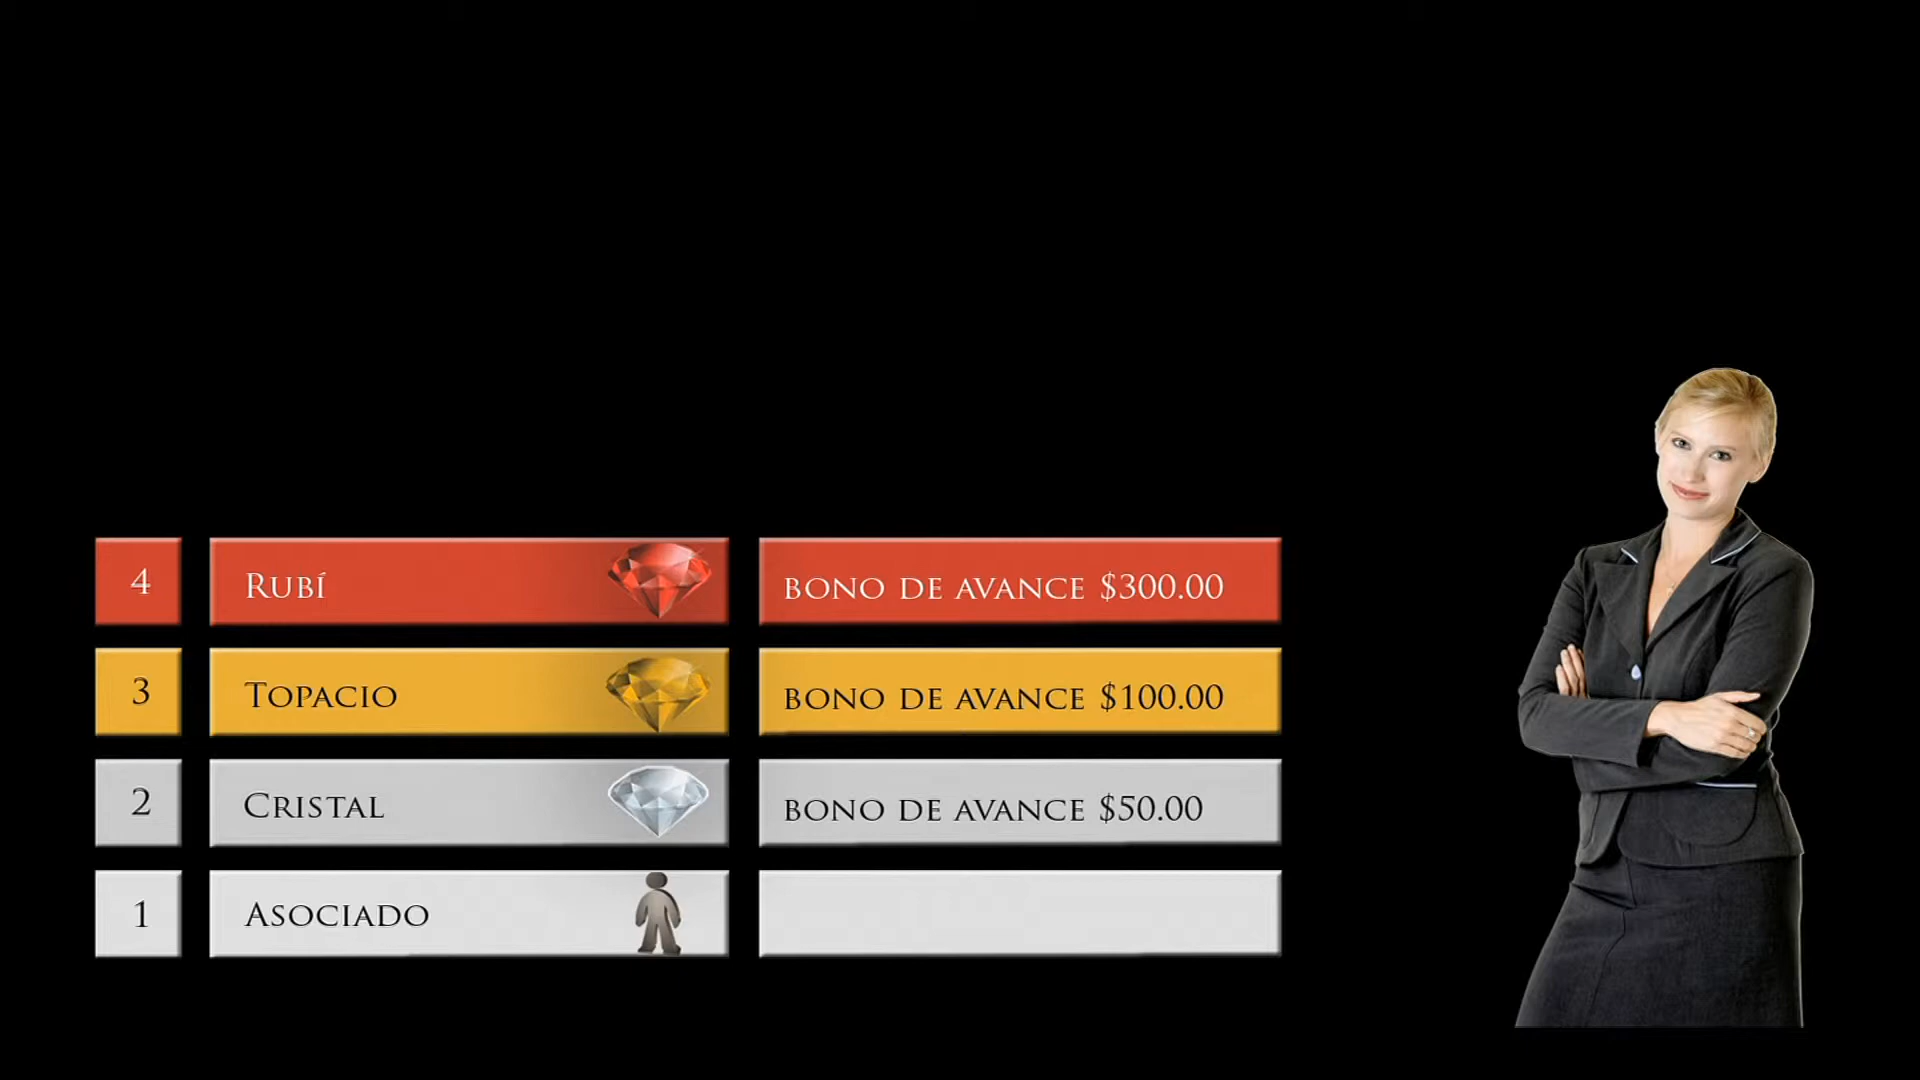 4 Rubí BONO DE AVANCE $300.00
3 Topacio BONO DE AVANCE $100.00
2 Cristal BONO DE AVANCE $50.00
1 Asociado